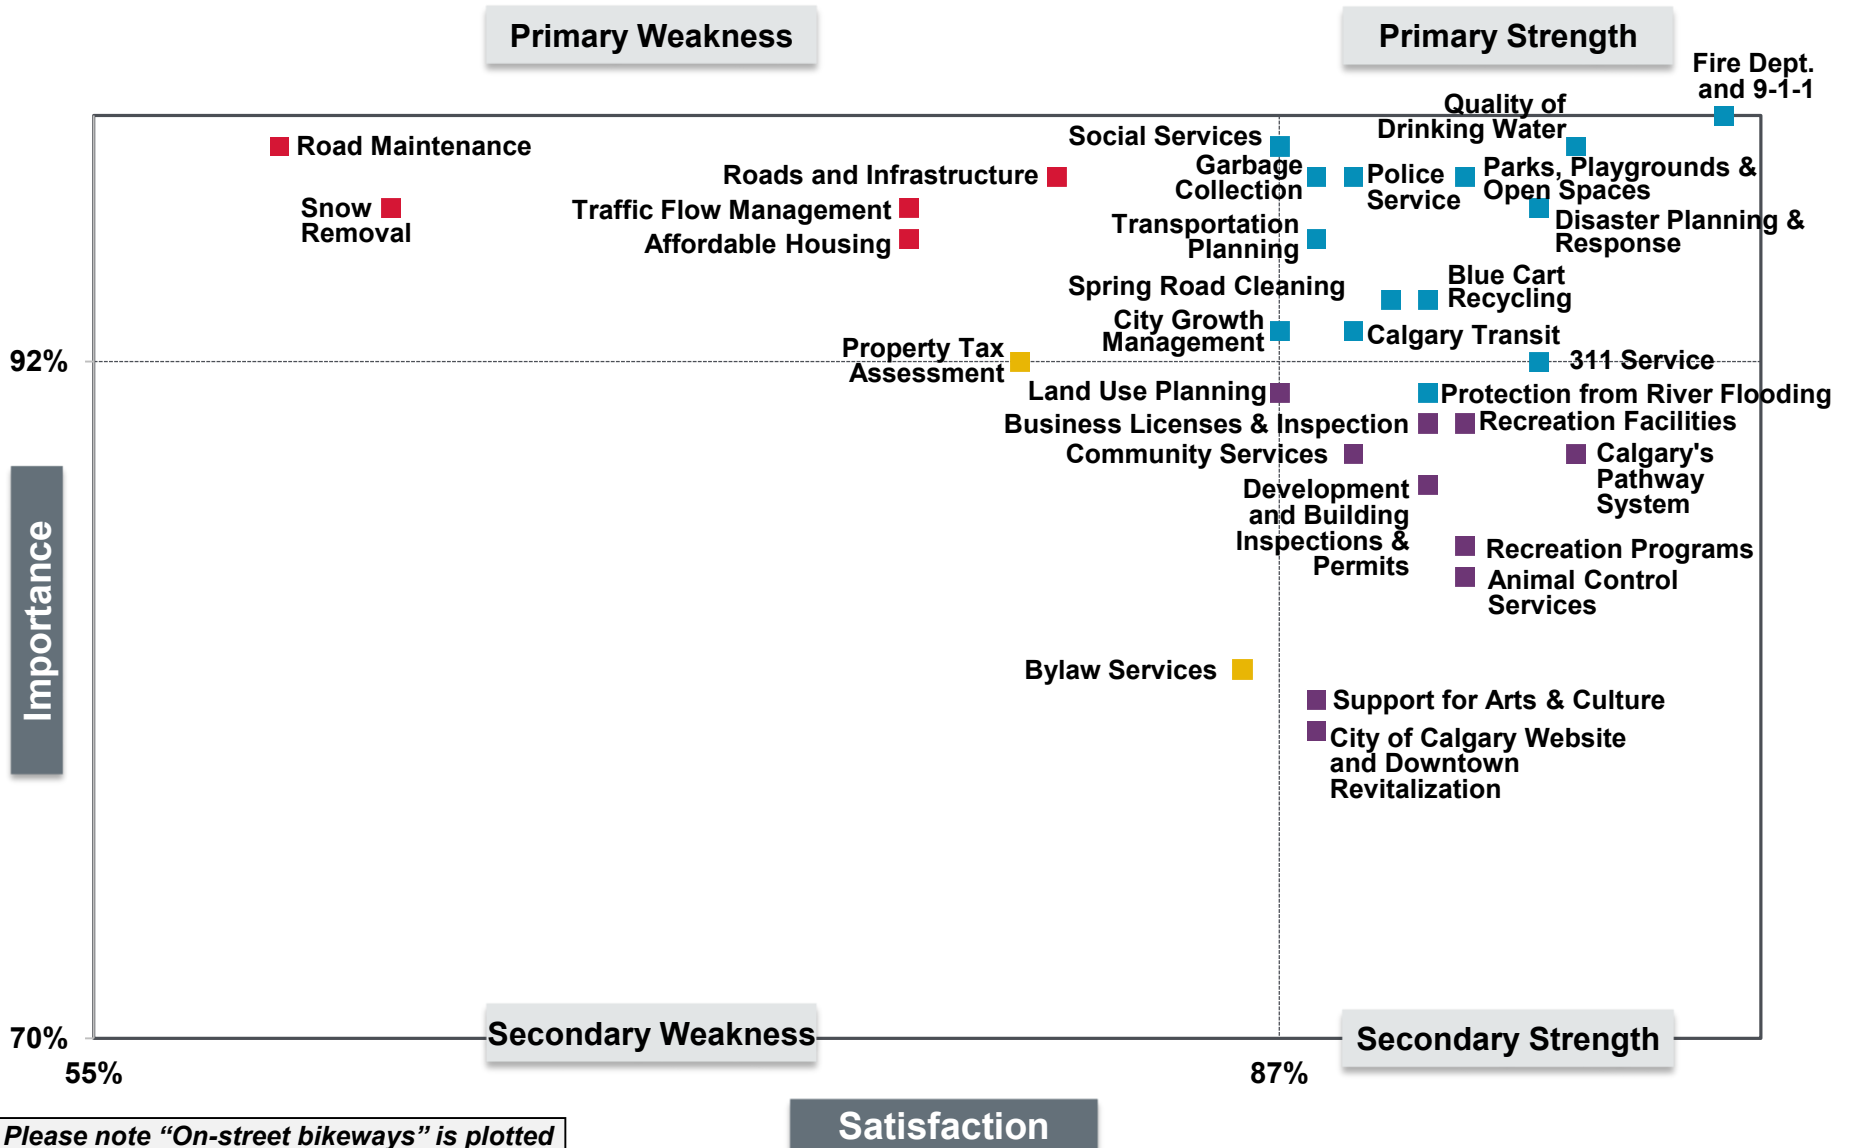 Primary Weakness
Primary Strength
Fire Dept.
and 9-1-1
Quality of
Drinking Water
Social Services
Road Maintenance
Garbage
Collection
Police
Service
Parks, Playgrounds &
Open Spaces
Roads and Infrastructure
Snow
Removal
Traffic Flow Management
Disaster Planning &
Response
Transportation
Planning
Affordable Housing
Spring Road Cleaning
Blue Cart
Recycling
City Growth
Management
Calgary Transit
92%
Property Tax
Assessment
311 Service
Land Use Planning
Protection from River Flooding
Business Licenses & Inspection
Recreation Facilities
Community Services
Calgary's
Pathway
System
Development
and Building
Inspections &
Permits
Recreation Programs
Animal Control
Services
Importance
Bylaw Services
Support for Arts & Culture
City of Calgary Website
and Downtown
Revitalization
Secondary Weakness
Secondary Strength
70%
55%
87%
Satisfaction
Please note “On-street bikeways” is plotted